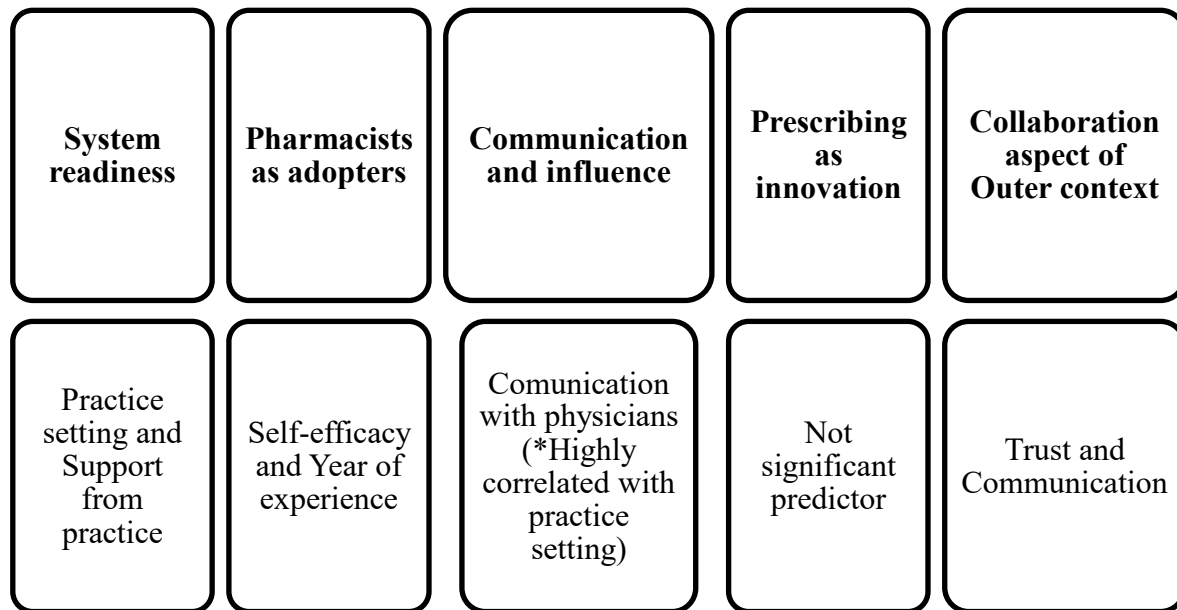 System
readiness
Pharmacists
as adopters
Communication
and influence
Prescribing
as
innovation
Collaboration
aspect of
Outer context
Practice
setting and
Support
from
practice
Self-efficacy
and Year of
experience
Comunication
with physicians
(*Highly
correlated with
practice
setting)
Not
significant
predictor
Trust and
Communication